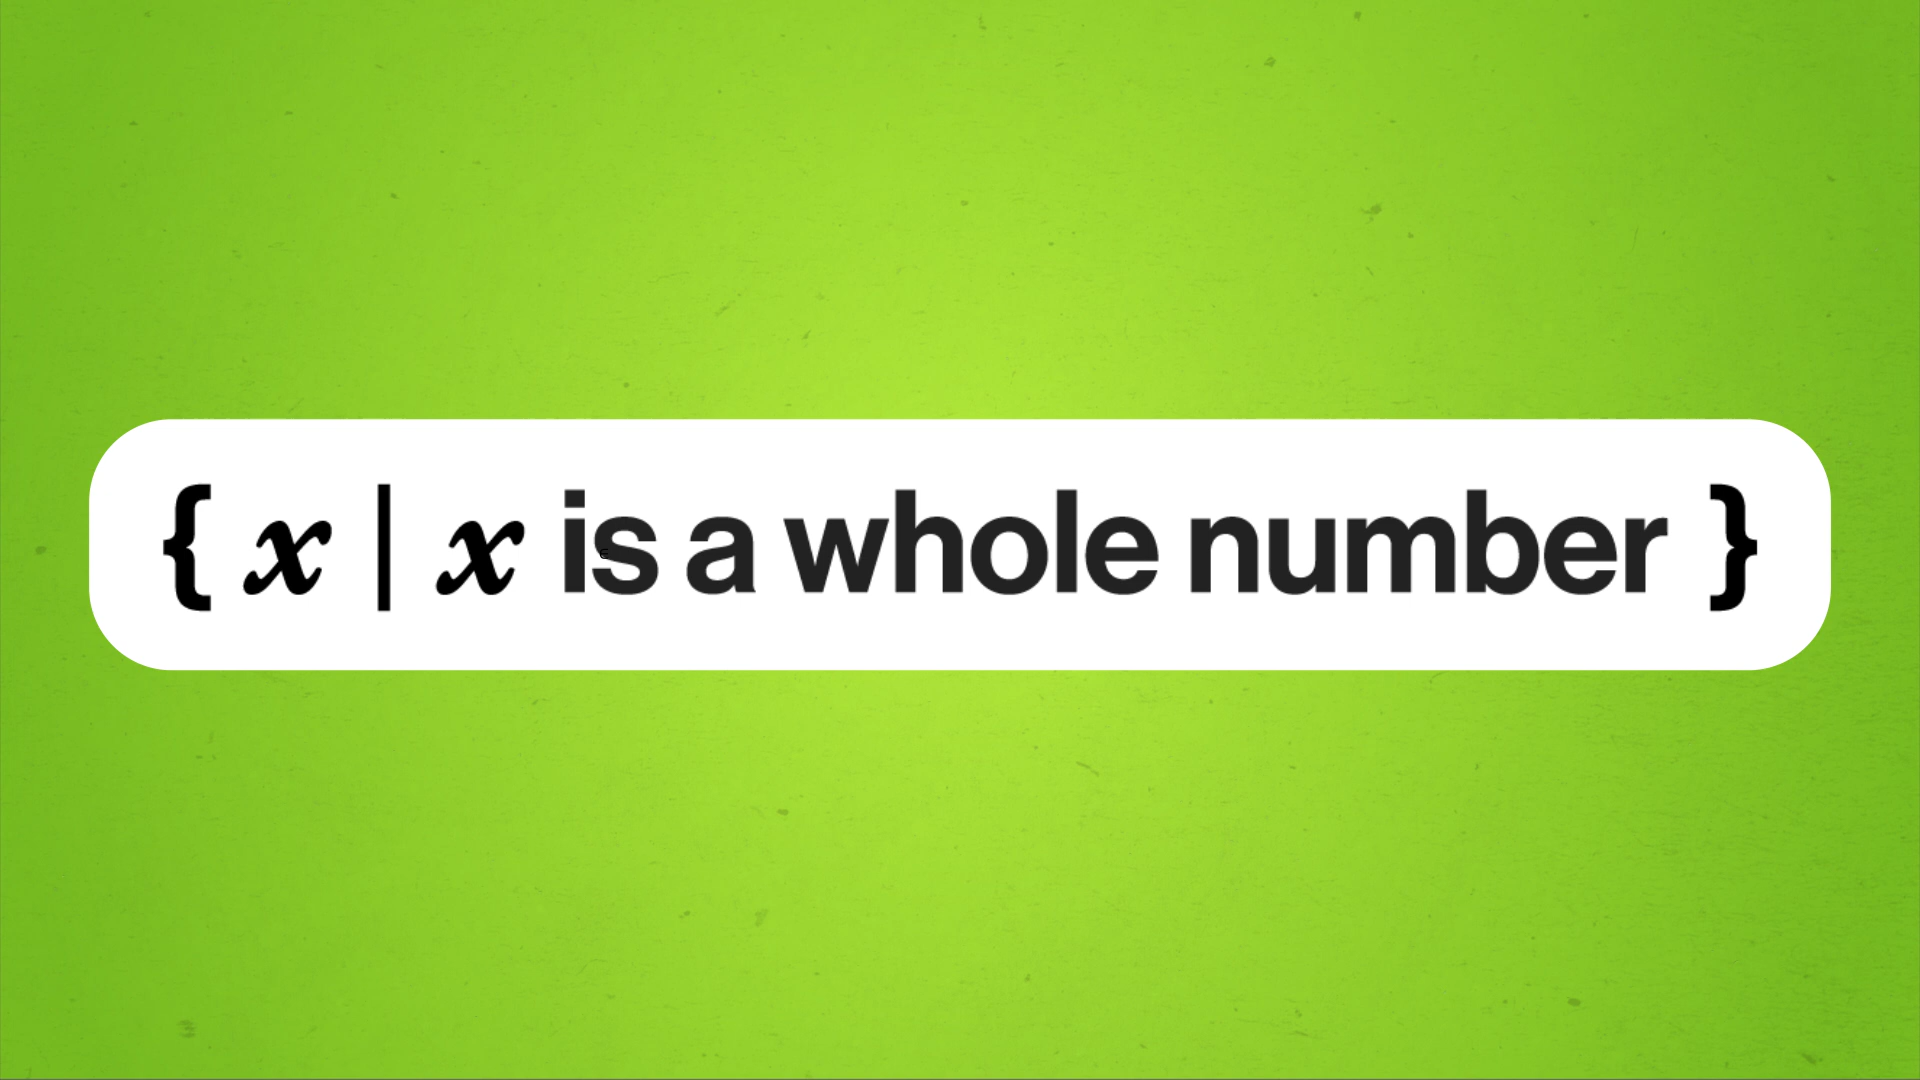 { x | x is a whole number }